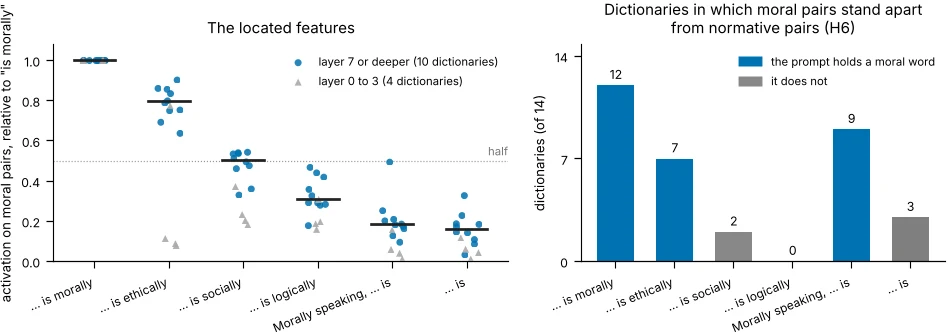 The located features
activation on moral pairs, relative to "is morally"
1.0
0.8
0.6
0.4
0.2
0.0
layer 7 or deeper (10 dictionaries)
layer 0 to 3 (4 dictionaries)
half
... is morally
... is ethically
... is socially
... is logically
Morally speaking, ... is
... is
Dictionaries in which moral pairs stand apart
from normative pairs (H6)
dictionaries (of 14)
14
7
0
the prompt holds a moral word
it does not
12
7
2
0
9
3
... is morally
... is ethically
... is socially
... is logically
Morally speaking, ... is
... is